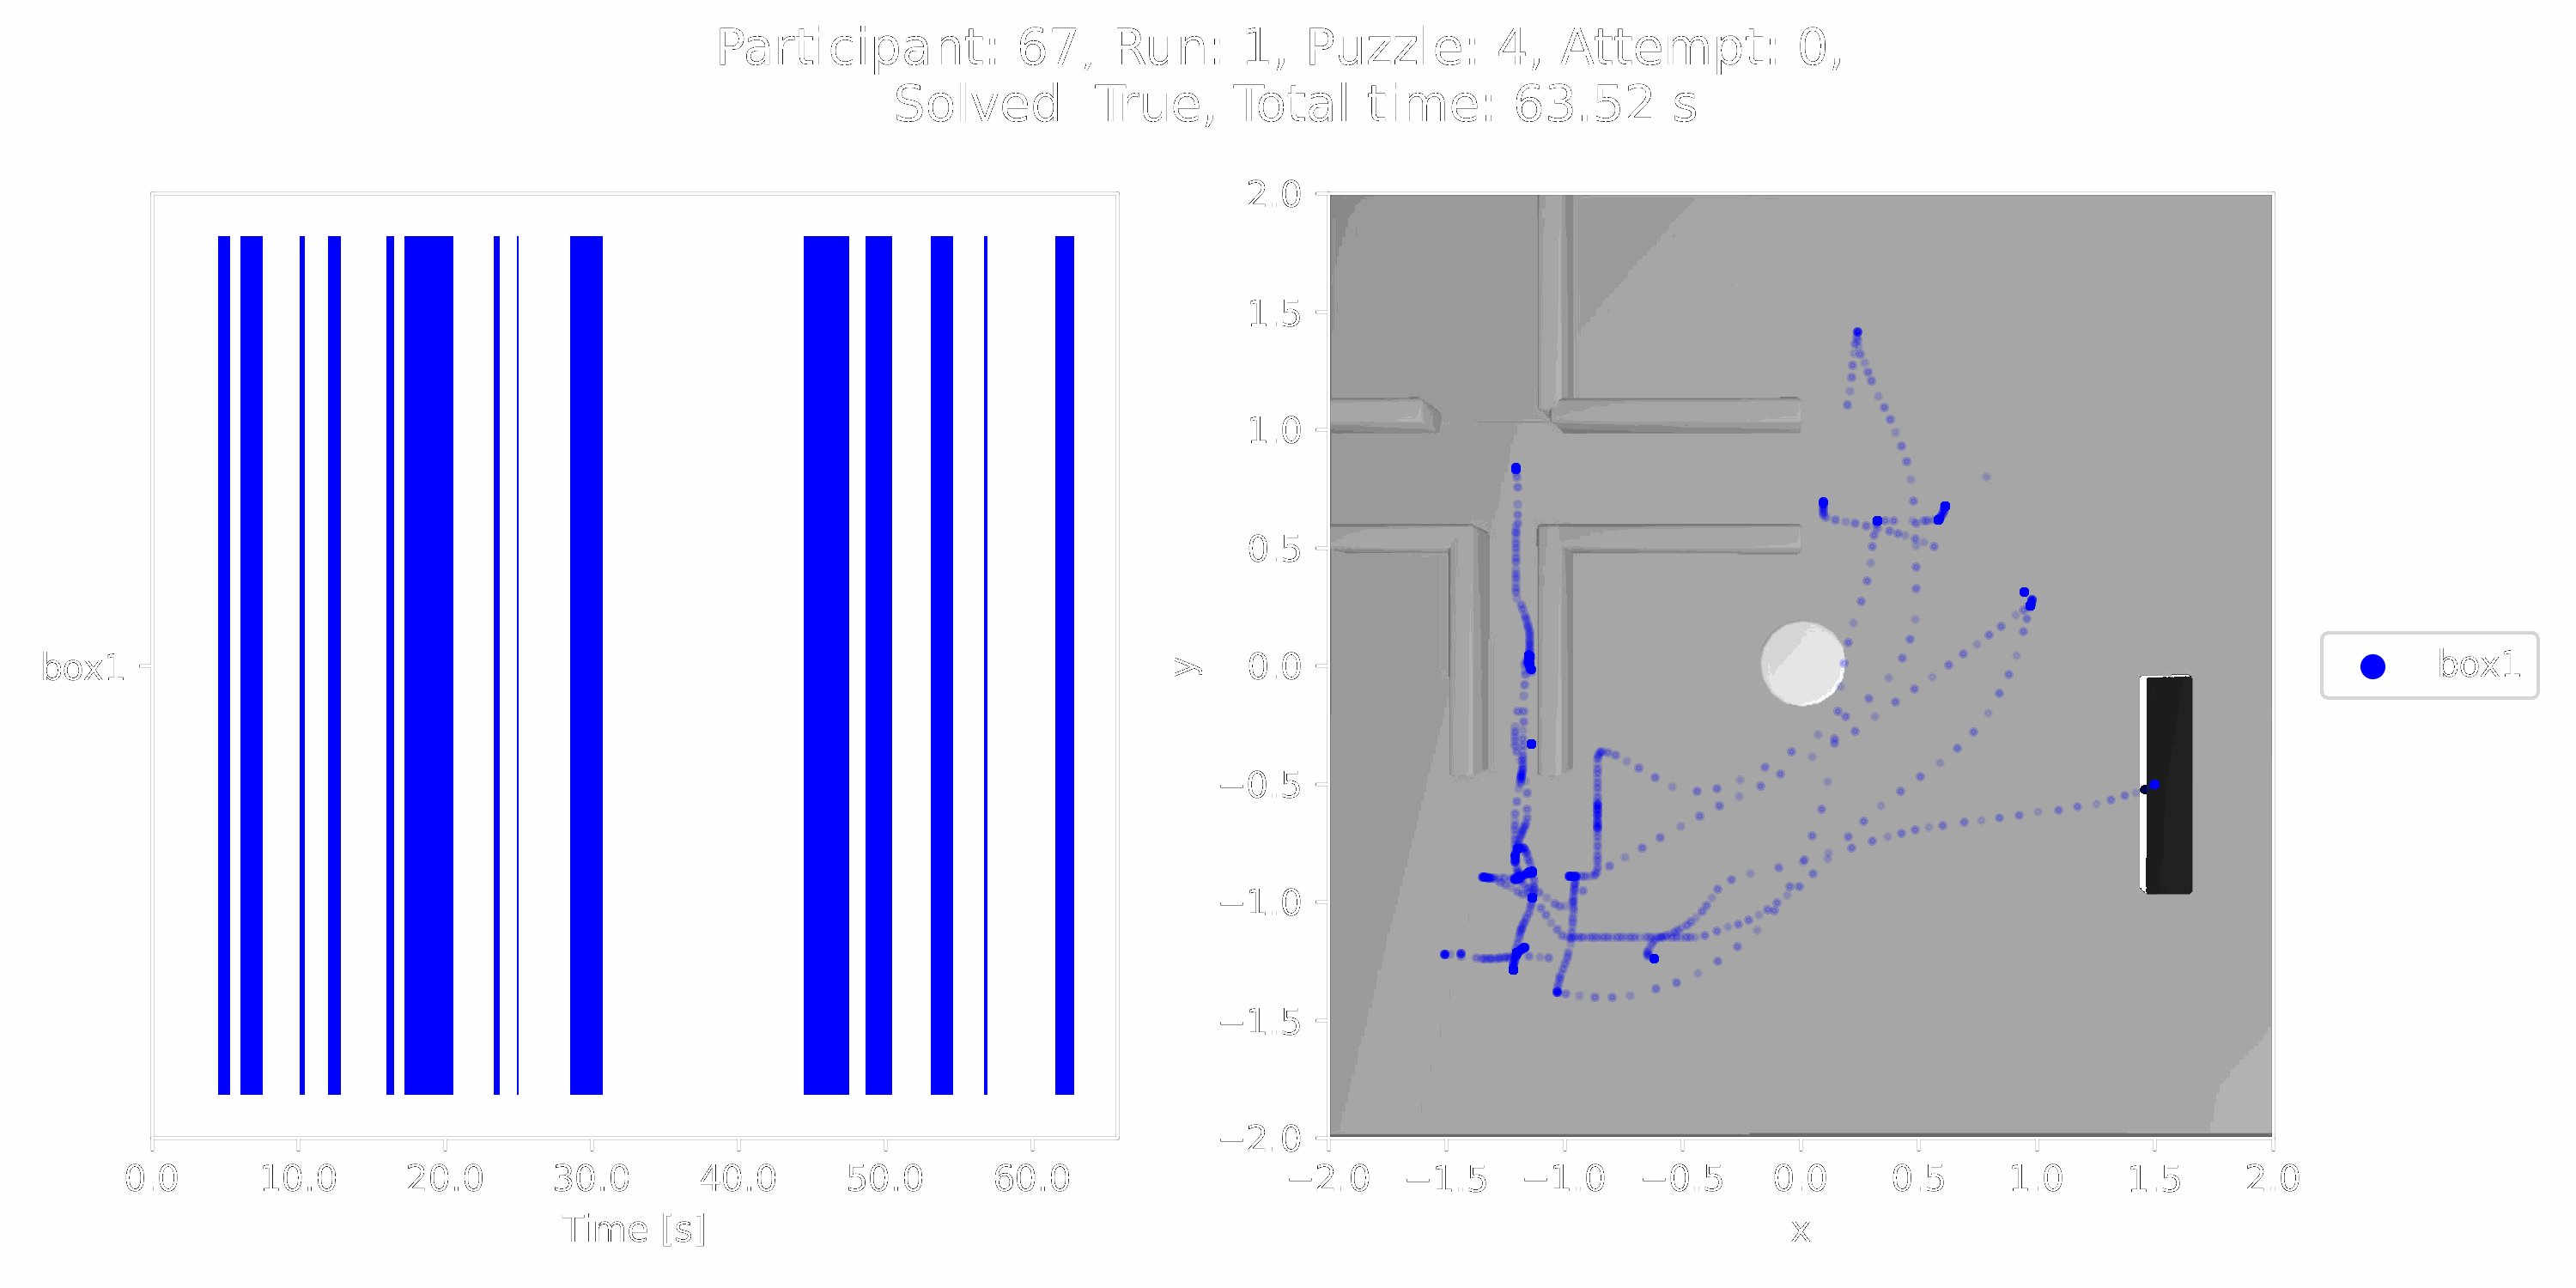 Participant: 67, Run: 1, Puzzle: 4, Attempt: 0,
Solved True, Total time: 63.52 s
box1
0.0 10.0 20.0 30.0 40.0 50.0 60.0
Time [s]
2.0
1.5
1.0
0.5
0.0
−0.5
−1.0
−1.5
−2.0
y
−2.0 −1.5 −1.0 −0.5 0.0 0.5 1.0 1.5 2.0
x
box1